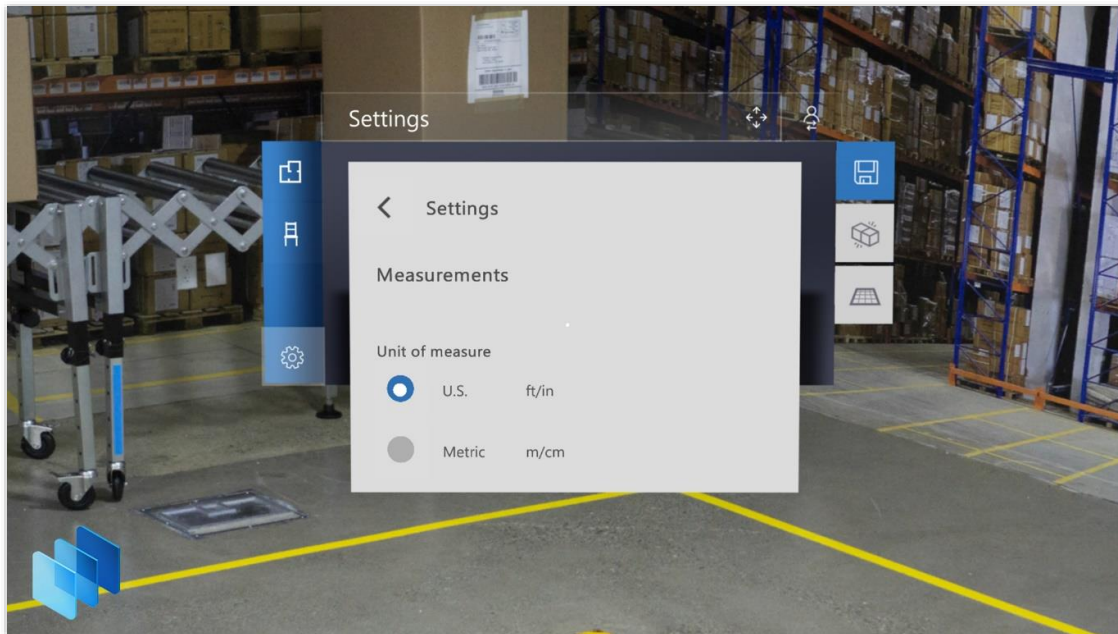 Settings
Settings
Measurements
Unit of measure
U.S. ft/in
Metric m/cm